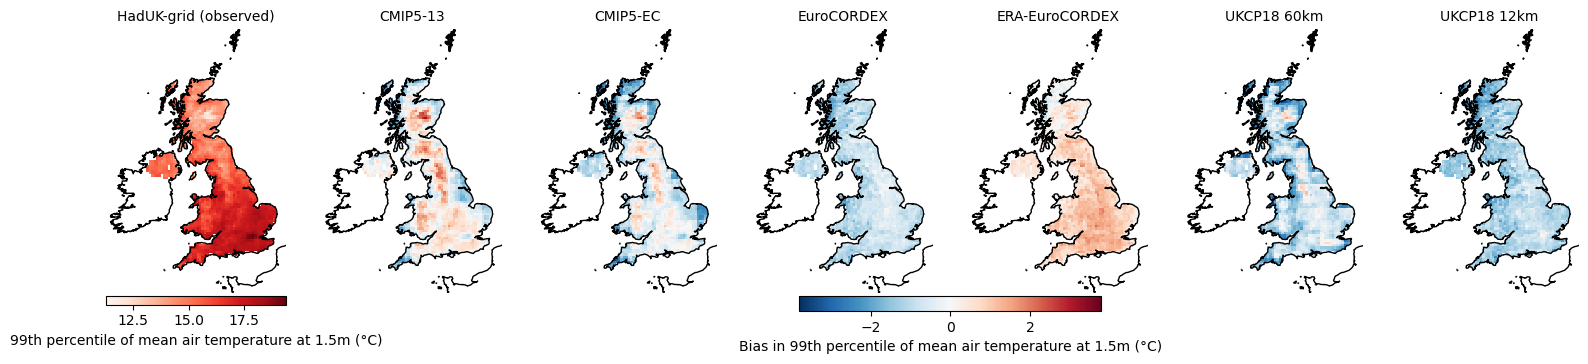 HadUK-grid (observed)
CMIP5-13
CMIP5-EC
EuroCORDEX
ERA-EuroCORDEX
UKCP18 60km
UKCP18 12km
12.5 15.0 17.5
99th percentile of mean air temperature at 1.5m (°C)
−2 0 2
Bias in 99th percentile of mean air temperature at 1.5m (°C)